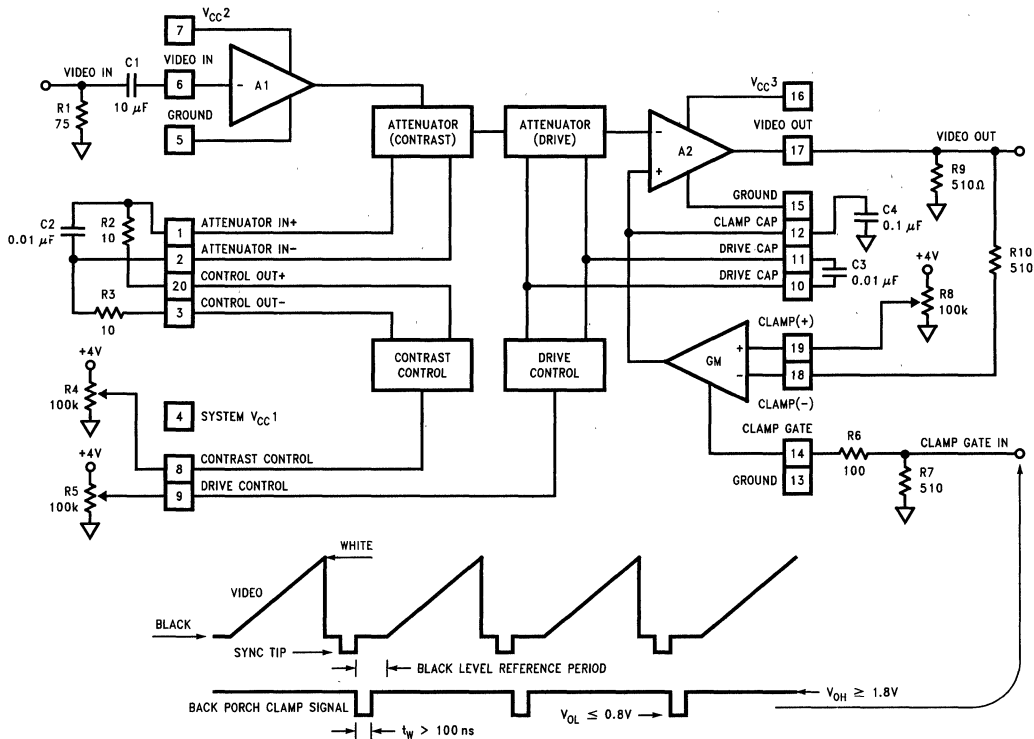 VCC2
7
VIDEO IN
C1
10 µF
VIDEO IN
6
R1
75
GROUND
5
−
A1
ATTENUATOR
(CONTRAST)
ATTENUATOR
(DRIVE)
−
A2
+
VCC3
16
VIDEO OUT
17
VIDEO OUT
R9
510Ω
R10
510
C2
0.01 µF
R2
10
R3
10
1
ATTENUATOR IN+
2
ATTENUATOR IN−
20
CONTROL OUT+
3
CONTROL OUT−
GROUND
15
CLAMP CAP
12
C4
0.1 µF
DRIVE CAP
11
DRIVE CAP
10
C3
0.01 µF
+4V
R8
100k
CLAMP(+)
19
18
CLAMP(−)
+
GM
−
CONTRAST
CONTROL
DRIVE
CONTROL
+4V
R4
100k
4
SYSTEM VCC1
8
CONTRAST CONTROL
9
DRIVE CONTROL
+4V
R5
100k
CLAMP GATE
14
GROUND
13
R6
100
R7
510
CLAMP GATE IN
WHITE
VIDEO
BLACK
SYNC TIP
BLACK LEVEL REFERENCE PERIOD
BACK PORCH CLAMP SIGNAL
tW > 100 ns
VOL ≤ 0.8V
VOH ≥ 1.8V